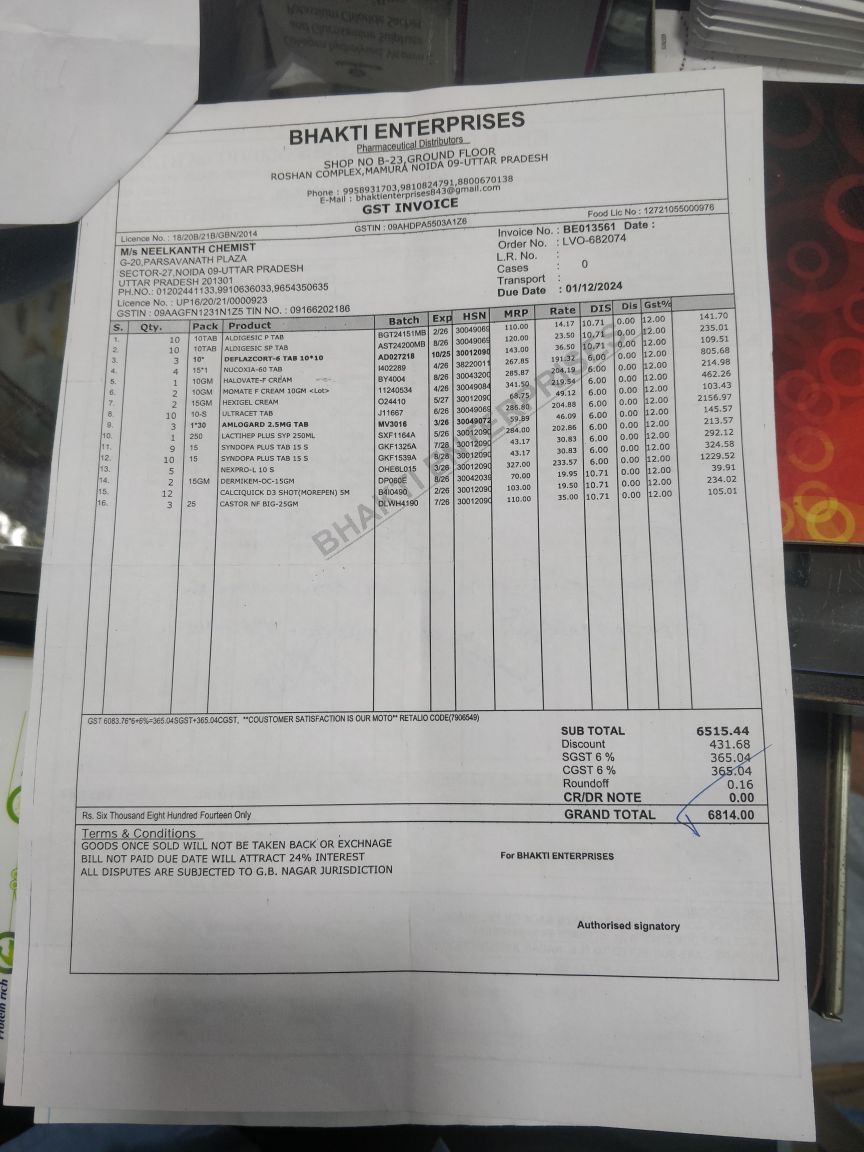 BHAKTI ENTERPRISES
Pharmaceutical Distributors
SHOP NO B-23,GROUND FLOOR
ROSHAN COMPLEX,MAMURA NOIDA 09-UTTAR PRADESH
Phone : 9958931703,9810824791,8800670138
E-Mail : bhaktienterprises843@gmail.com
GST INVOICE
Licence No. : 18/20B/21B/GBN/2014 GSTIN : 09AHDPA5503A1Z6 Food Lic No : 12721055000976
M/s NEELKANTH CHEMIST
G-20,PARSAVANATH PLAZA
SECTOR-27,NOIDA 09-UTTAR PRADESH
UTTAR PRADESH 201301
PH.NO.: 01202441133,9910636033,9654350635
Licence No. : UP16/20/21/0000923
GSTIN : 09AAGFN1231N1Z5 TIN NO. : 09166202186
Invoice No. : BE013561 Date :
Order No. : LVO-682074
L.R. No. :
Cases : 0
Transport :
Due Date : 01/12/2024
S. Qty. Pack Product Batch Exp HSN MRP Rate DIS Dis Gst%
1. 10 10TAB ALDIGESIC P TAB BGT24151MB 2/26 30049069 110.00 14.17 10.71 0.00 12.00 141.70
2. 10 10TAB ALDIGESIC SP TAB AST24200MB 8/26 30049069 120.00 23.50 10.71 0.00 12.00 235.01
3. 3 10* DEFLAZCORT-6 TAB 10*10 AD027218 10/25 30012090 143.00 36.50 10.71 0.00 12.00 109.51
4. 4 15*1 NUCOXIA-60 TAB I402289 4/26 38220011 267.85 191.32 6.00 0.00 12.00 805.68
5. 1 10GM HALOVATE-F CREAM BY4004 8/26 30043200 285.87 204.19 6.00 0.00 12.00 214.98
6. 2 10GM MOMATE F CREAM 10GM <Lot> 11240534 4/26 30049084 341.50 219.54 6.00 0.00 12.00 462.26
7. 2 15GM HEXIGEL CREAM O24410 5/27 30012090 68.75 49.12 6.00 0.00 12.00 103.43
8. 10 10-S ULTRACET TAB J11667 6/26 30049069 285.80 204.88 6.00 0.00 12.00 2156.97
9. 3 1*30 AMLOGARD 2.5MG TAB MV3016 3/26 30049072 59.89 46.09 6.00 0.00 12.00 145.57
10. 1 250 LACTIHEP PLUS SYP 250ML SXF1164A 5/26 30012090 284.00 202.86 6.00 0.00 12.00 213.57
11. 9 15 SYNDOPA PLUS TAB 15 S GKF1325A 7/26 30012090 43.17 30.83 6.00 0.00 12.00 292.12
12. 10 15 SYNDOPA PLUS TAB 15 S GKF1539A 8/26 30012090 43.17 30.83 6.00 0.00 12.00 324.58
13. 5 NEXPRO-L 10 S OHE6L015 3/26 30012090 327.00 233.57 6.00 0.00 12.00 1229.52
14. 2 15GM DERMIKEM-OC-15GM DP060E 8/26 30042039 70.00 19.95 10.71 0.00 12.00 39.91
15. 12 CALCIQUICK D3 SHOT(MOREPEN) 5M B4I0490 2/26 30012090 103.00 19.50 10.71 0.00 12.00 234.02
16. 3 25 CASTOR NF BIG-25GM DLWH4190 7/26 30012090 110.00 35.00 10.71 0.00 12.00 105.01
BHAKTI ENTERPRISES
GST 6083.76*6+6%=365.04SGST+365.04CGST, **COUSTOMER SATISFACTION IS OUR MOTO** RETALIO CODE(7906549)
SUB TOTAL 6515.44
Discount 431.68
SGST 6 % 365.04
CGST 6 % 365.04
Roundoff 0.16
CR/DR NOTE 0.00
Rs. Six Thousand Eight Hundred Fourteen Only GRAND TOTAL 6814.00
Terms & Conditions
GOODS ONCE SOLD WILL NOT BE TAKEN BACK OR EXCHNAGE
BILL NOT PAID DUE DATE WILL ATTRACT 24% INTEREST
ALL DISPUTES ARE SUBJECTED TO G.B. NAGAR JURISDICTION
For BHAKTI ENTERPRISES
Authorised signatory
Protein rich